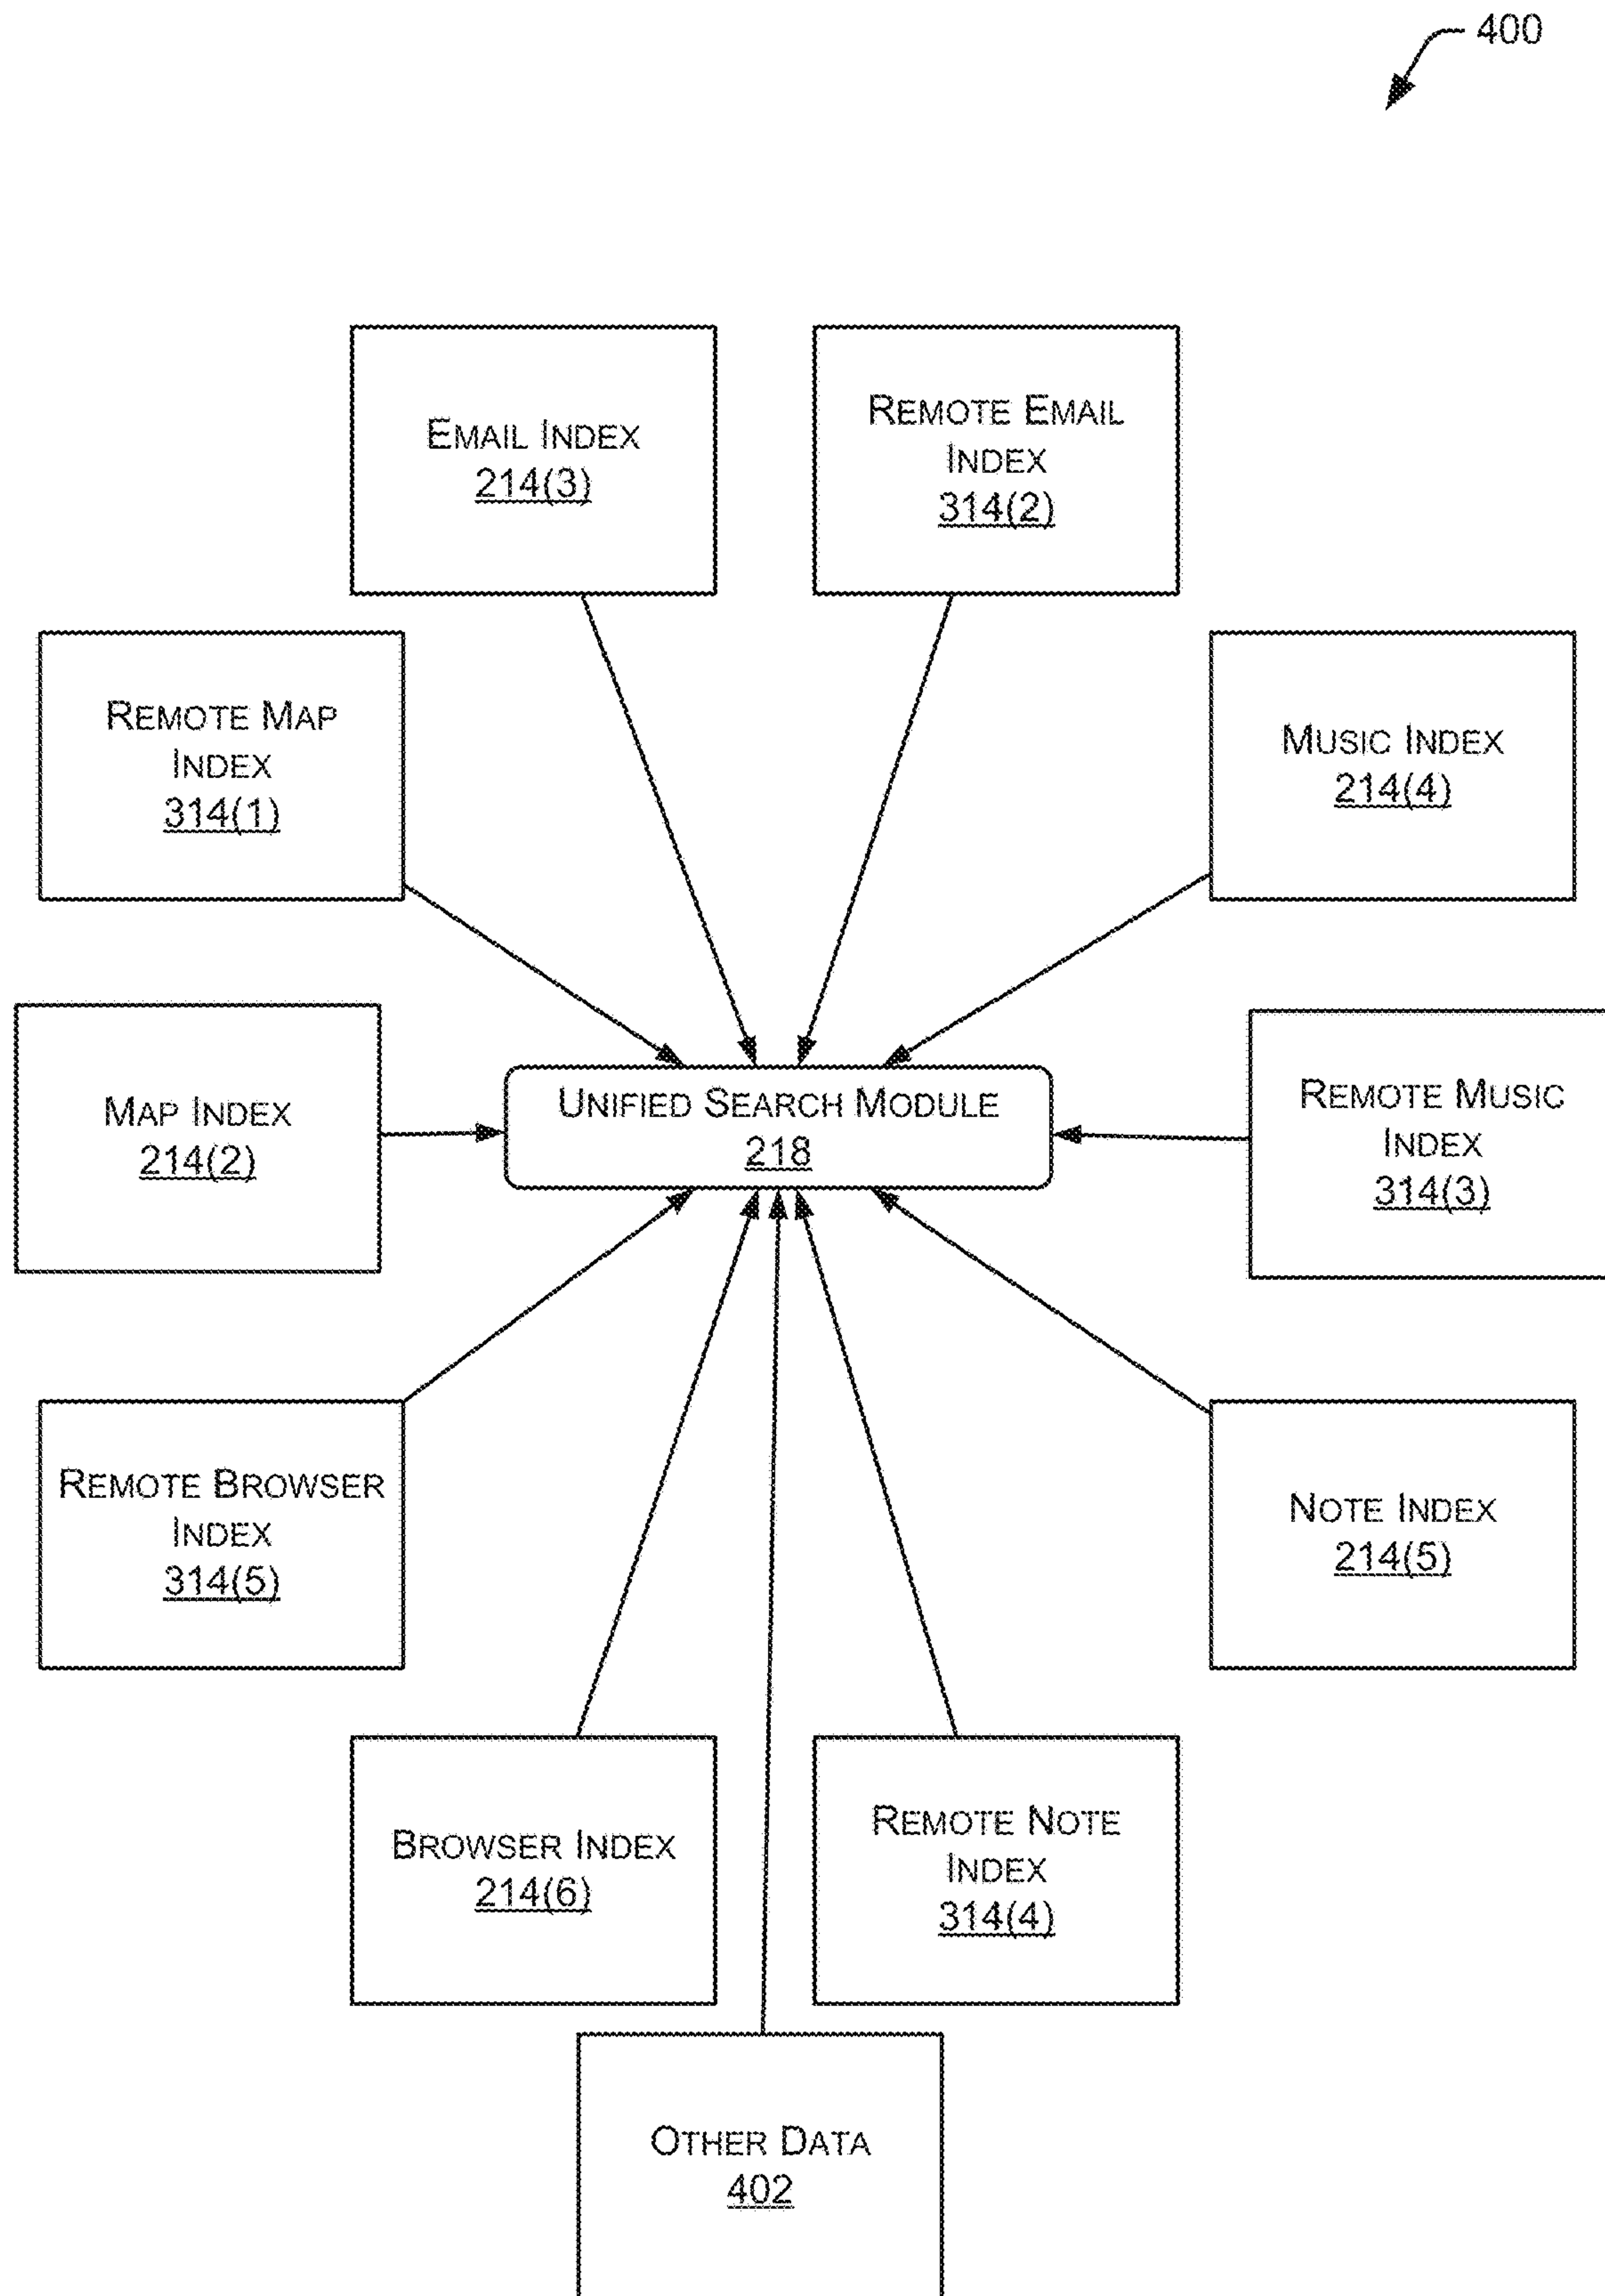 400
EMAIL INDEX
214(3)
REMOTE EMAIL
INDEX
314(2)
REMOTE MAP
INDEX
314(1)
MUSIC INDEX
214(4)
MAP INDEX
214(2)
UNIFIED SEARCH MODULE
218
REMOTE MUSIC
INDEX
314(3)
REMOTE BROWSER
INDEX
314(5)
NOTE INDEX
214(5)
BROWSER INDEX
214(6)
REMOTE NOTE
INDEX
314(4)
OTHER DATA
402